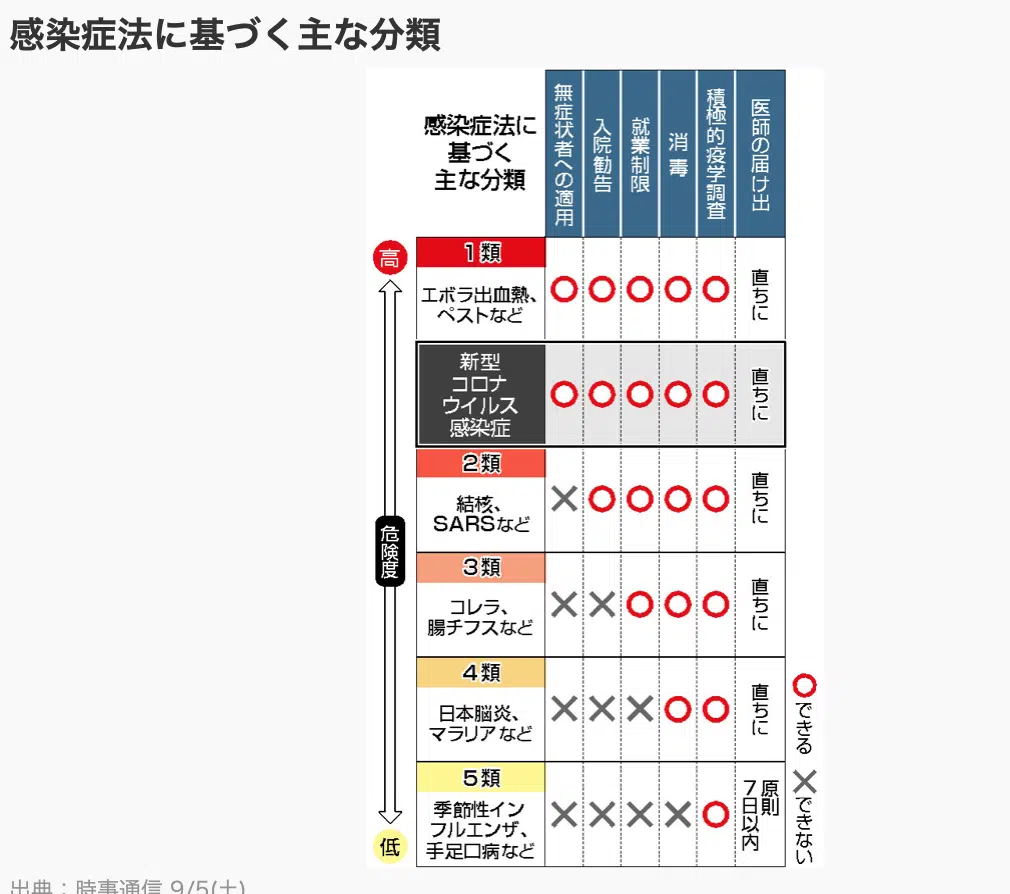 感染症法に基づく主な分類
感染症法に
基づく
主な分類
無症状者への適用
入院勧告
就業制限
消毒
積極的疫学調査
医師の届け出
高
1類
エボラ出血熱、
ペストなど
○ ○ ○ ○ ○
直ちに
新型
コロナ
ウイルス
感染症
○ ○ ○ ○ ○
直ちに
2類
結核、
SARSなど
× ○ ○ ○ ○
直ちに
危険度
3類
コレラ、
腸チフスなど
× × ○ ○ ○
直ちに
4類
日本脳炎、
マラリアなど
× × × ○ ○
直ちに
5類
季節性イン
フルエンザ、
手足口病など
× × × × ○
原則
7日以内
低
○できる
×できない
出典：時事通信 9/5(土)